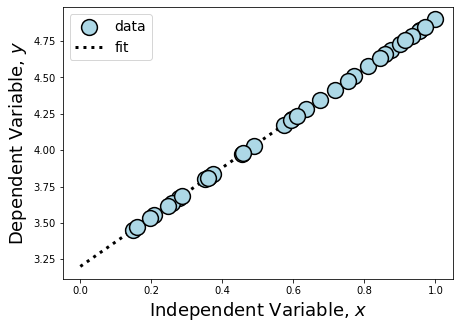 data
fit
Dependent Variable, y
4.75
4.50
4.25
4.00
3.75
3.50
3.25
0.0 0.2 0.4 0.6 0.8 1.0
Independent Variable, x